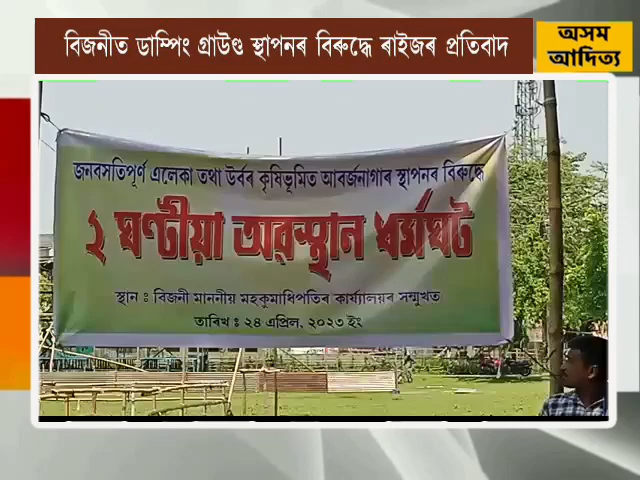 বিজনীত ডাম্পিং গ্ৰাউণ্ড স্থাপনৰ বিৰুদ্ধে ৰাইজৰ প্ৰতিবাদ
অসম
আদিত্য
জনবসতিপূৰ্ণ এলেকা তথা উৰ্বৰ কৃষিভূমিত আবৰ্জনাগাৰ স্থাপনৰ বিৰুদ্ধে
২ ঘণ্টীয়া অৱস্থান ধৰ্মঘট
স্থান : বিজনী মাননীয় মহকুমাধিপতিৰ কাৰ্য্যালয়ৰ সন্মুখত
তাৰিখ ঃ ২৪ এপ্ৰিল, ২০২৩ ইং